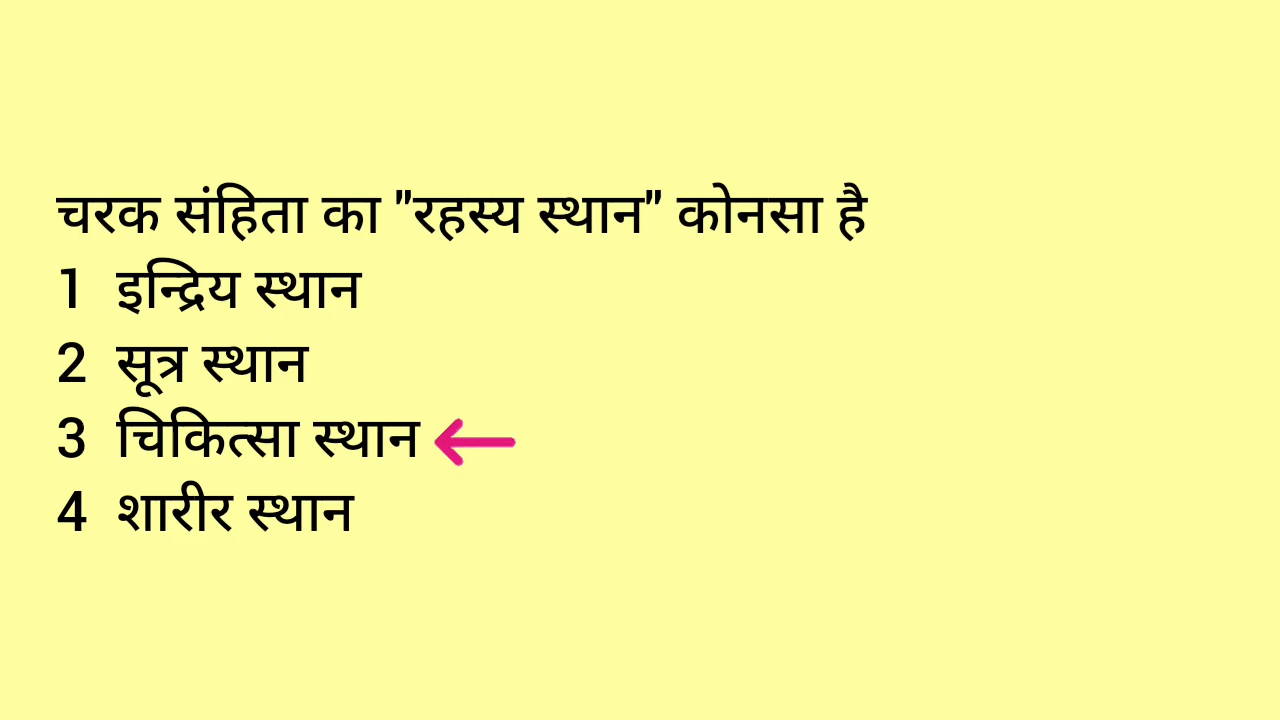 चरक संहिता का "रहस्य स्थान" कोनसा है
1 इन्द्रिय स्थान
2 सूत्र स्थान
3 चिकित्सा स्थान
4 शारीर स्थान